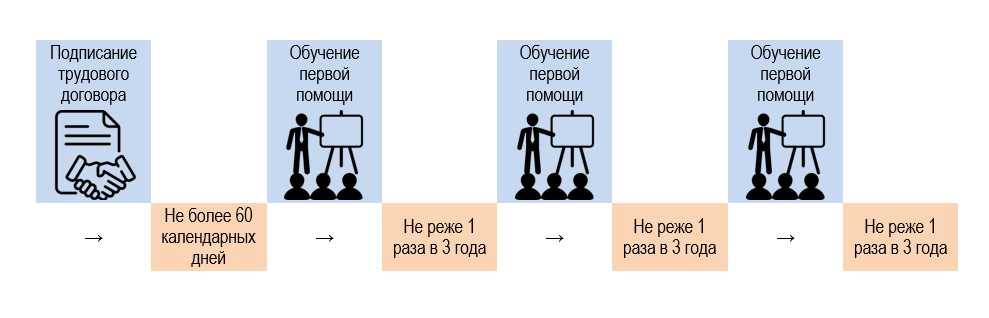 Подписание
трудового
договора
→
Не более 60
календарных
дней
Обучение
первой
помощи
→
Не реже 1
раза в 3 года
Обучение
первой
помощи
→
Не реже 1
раза в 3 года
Обучение
первой
помощи
→
Не реже 1
раза в 3 года